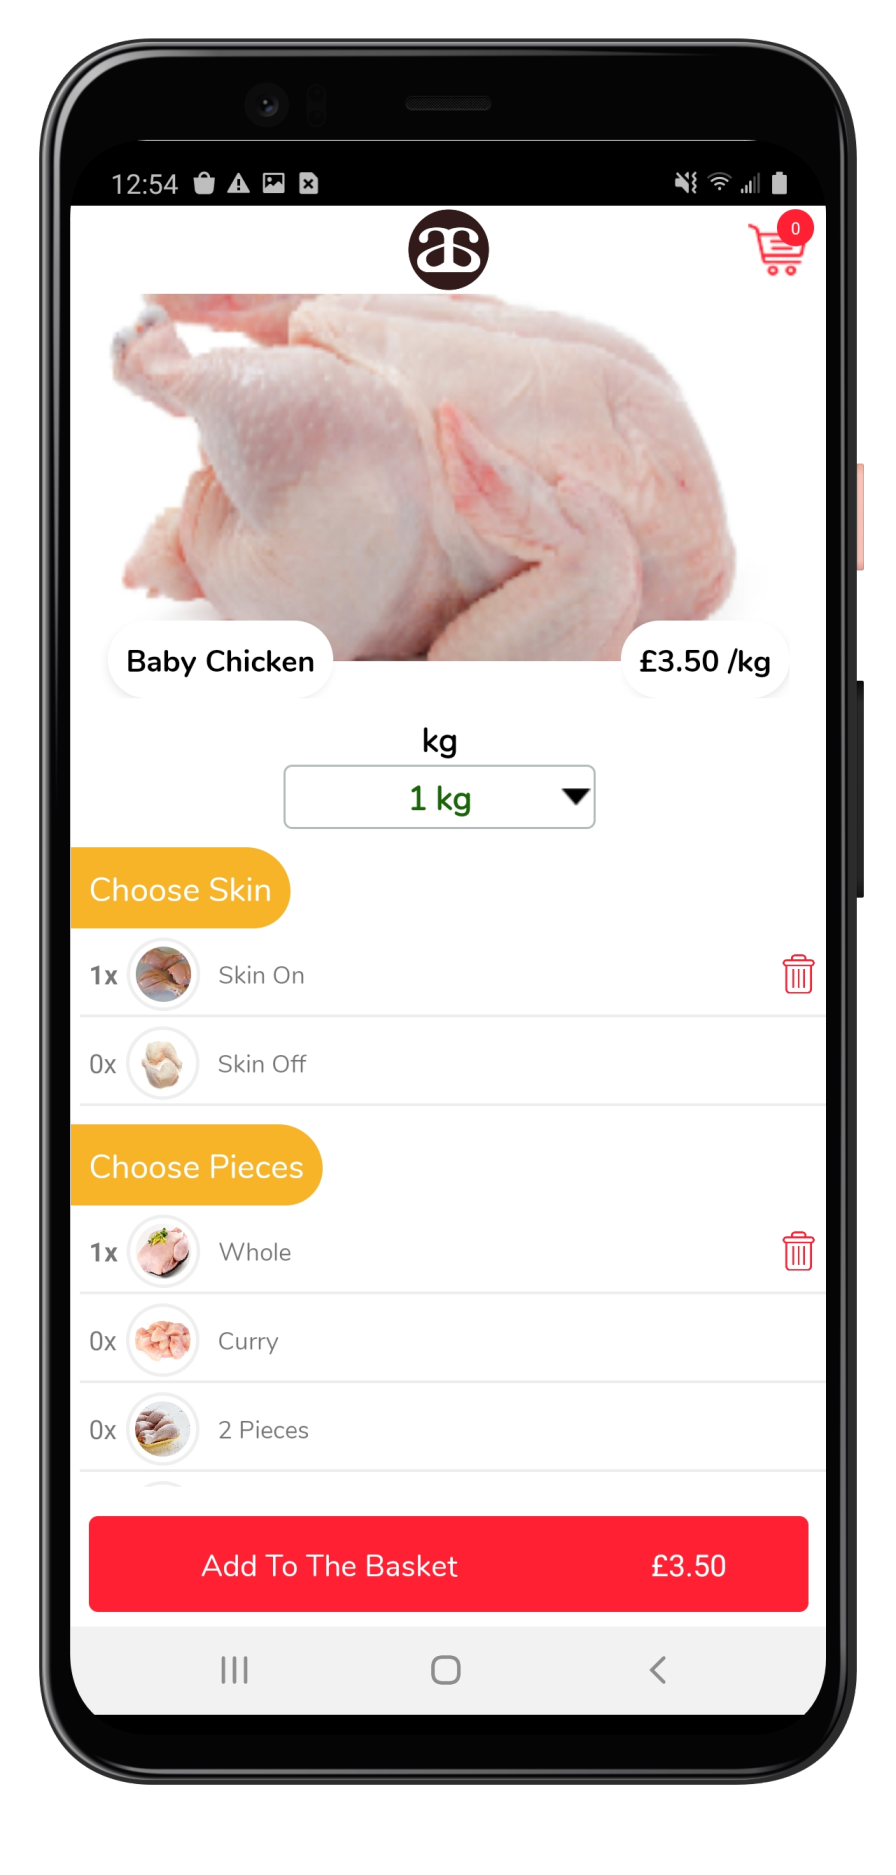 12:54
0
Baby Chicken
£3.50 /kg
kg
1 kg
Choose Skin
1x Skin On
0x Skin Off
Choose Pieces
1x Whole
0x Curry
0x 2 Pieces
Add To The Basket £3.50